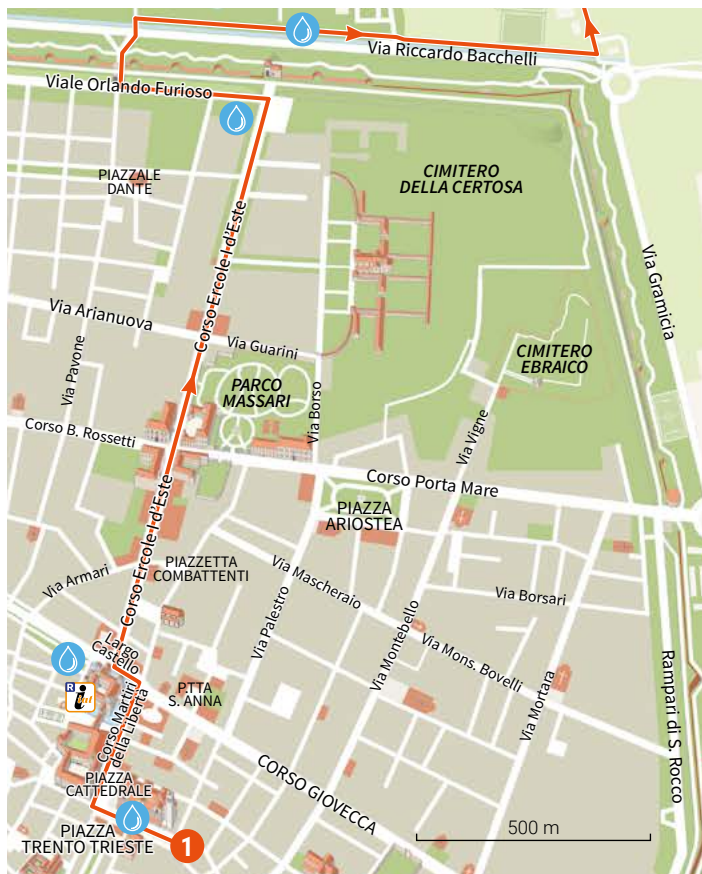 Via Riccardo Bacchelli
Viale Orlando Furioso
PIAZZALE
DANTE
CIMITERO
DELLA CERTOSA
Corso Ercole I d'Este
Via Gramicia
Via Arianuova
Via Guarini
CIMITERO
EBRAICO
Via Pavone
PARCO
MASSARI
Via Borso
Via Vigne
Corso B. Rossetti
Corso Porta Mare
PIAZZA
ARIOSTEA
Corso Ercole I d'Este
PIAZZETTA
COMBATTENTI
Via Armari
Via Mascheraio
Via Borsari
Via Palestro
Via Montebello
Via Mons. Bovelli
Largo
Castello
P.TTA
S. ANNA
Via Mortara
Rampari di S. Rocco
R
i
Corso Martiri
della Liberta
CORSO GIOVECCA
PIAZZA
CATTEDRALE
PIAZZA
TRENTO TRIESTE
1
500 m